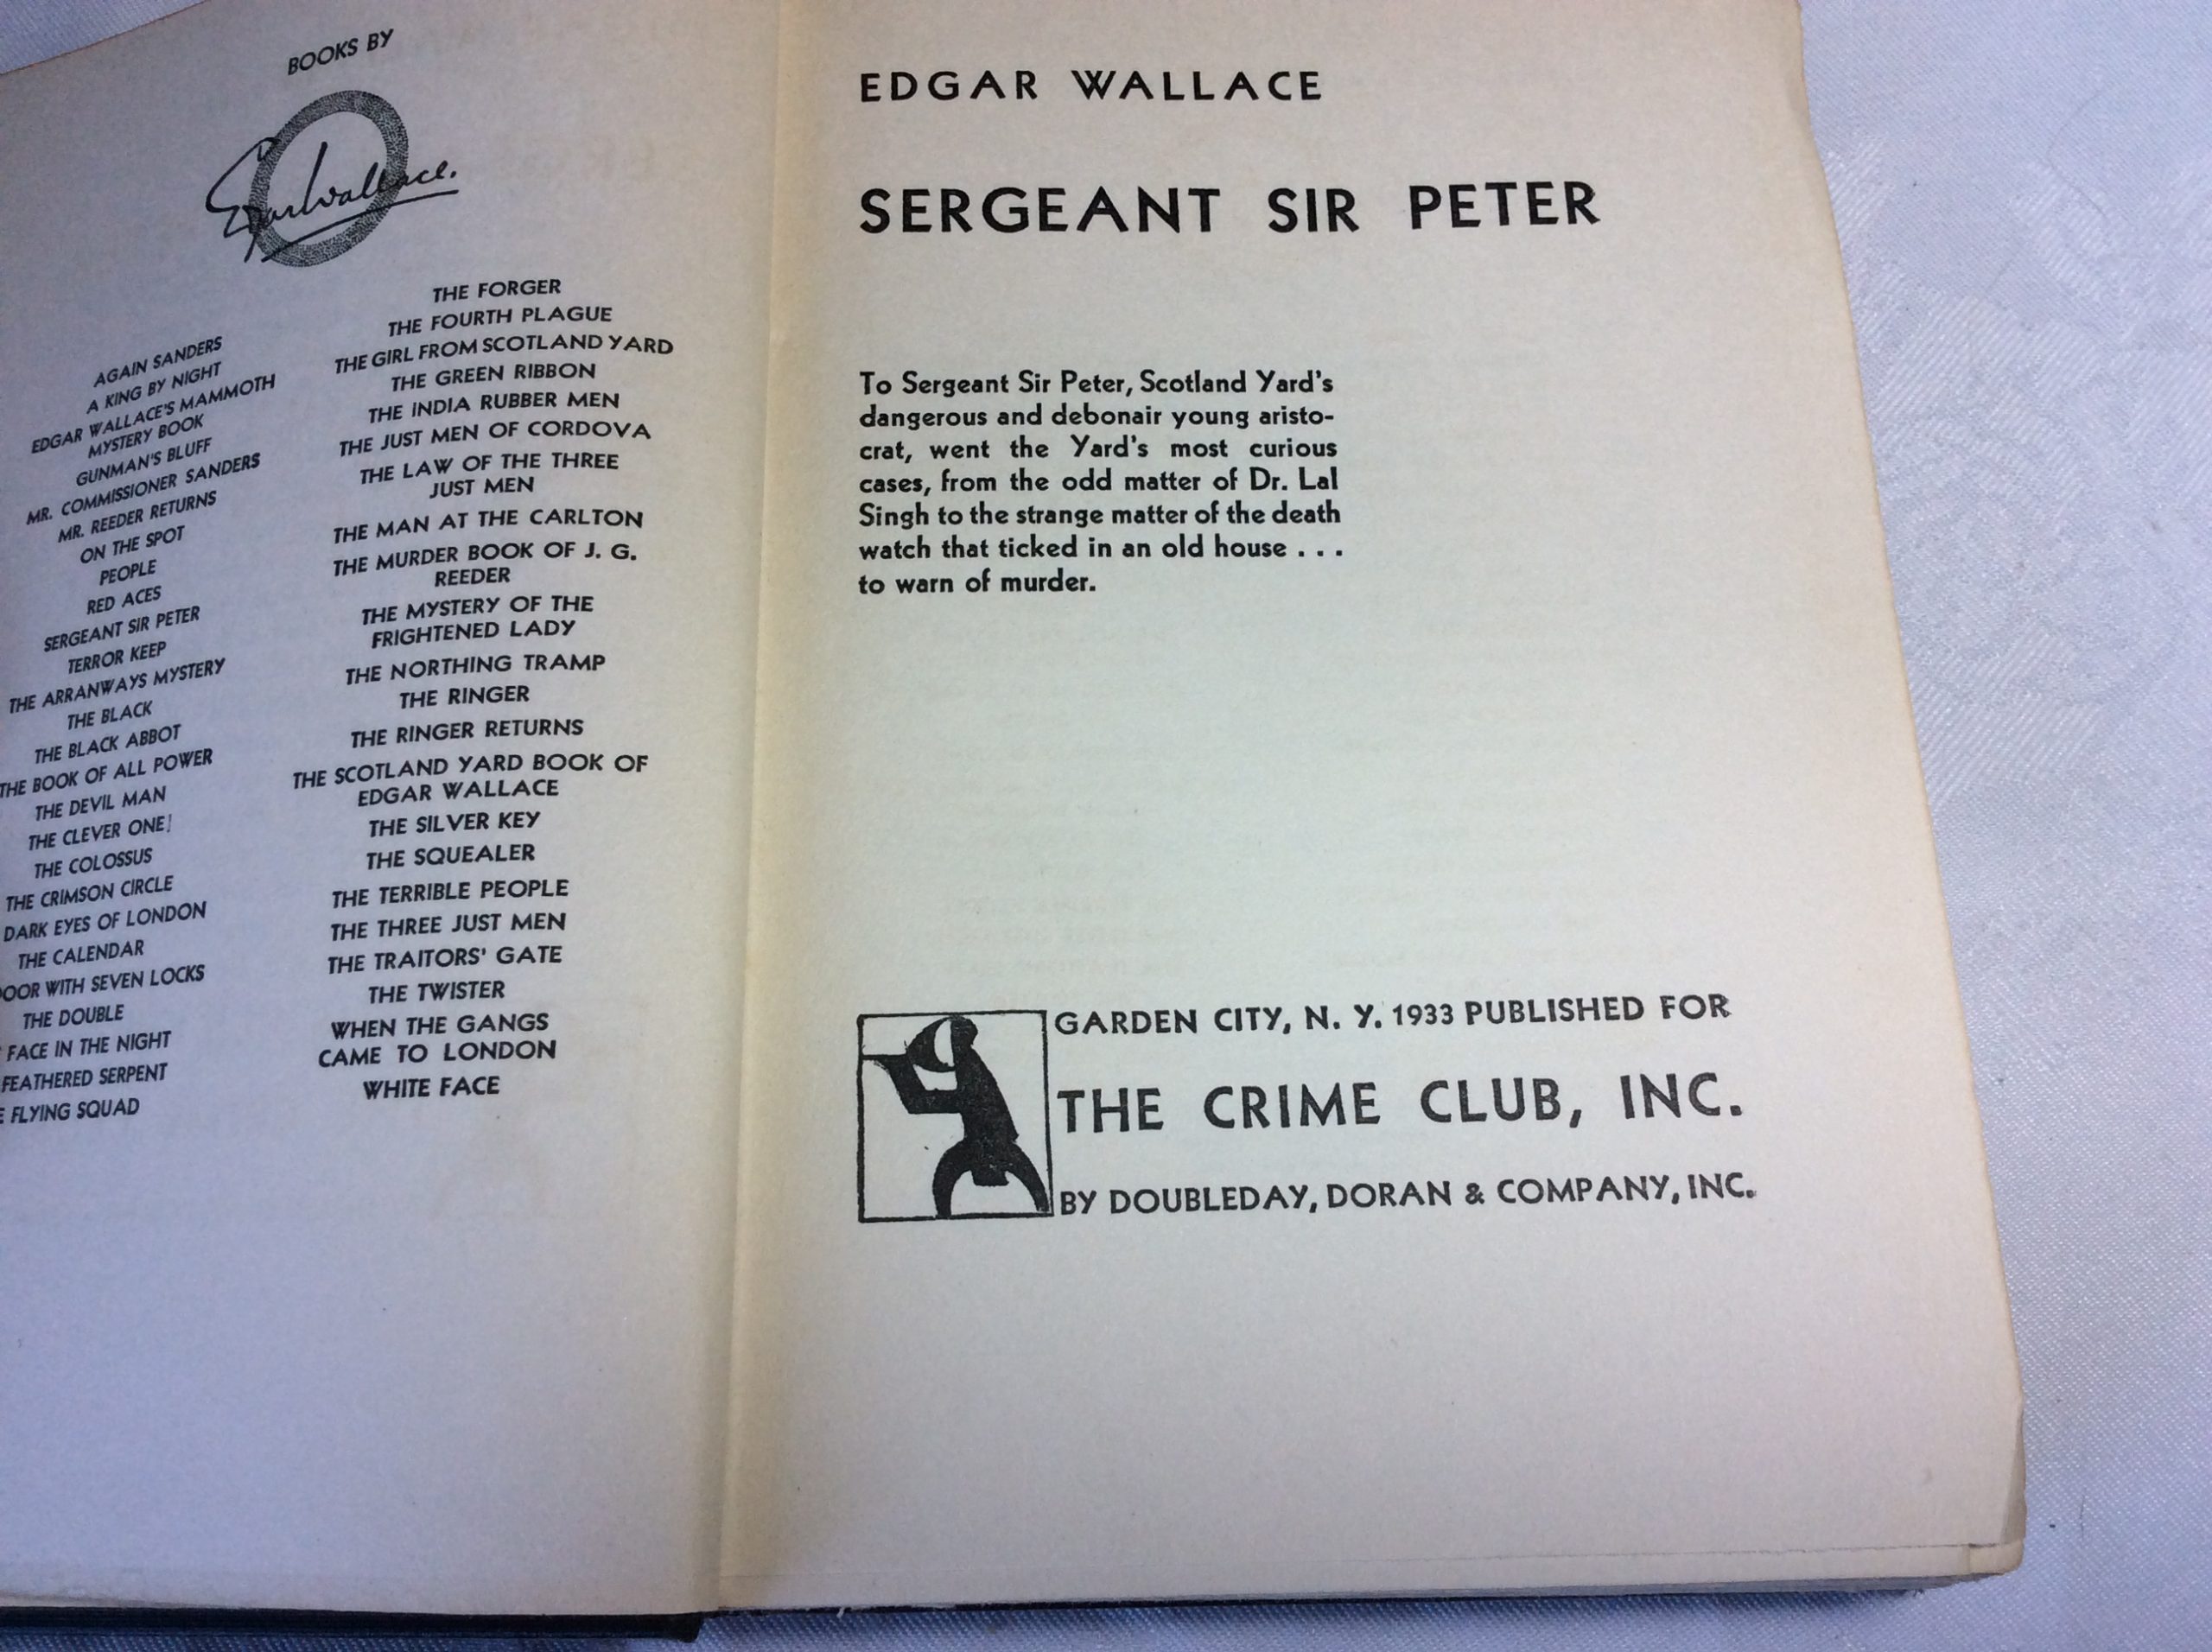 BOOKS BY
Edgar Wallace.
AGAIN SANDERS
A KING BY NIGHT
EDGAR WALLACE'S MAMMOTH
MYSTERY BOOK
GUNMAN'S BLUFF
MR. COMMISSIONER SANDERS
MR. REEDER RETURNS
ON THE SPOT
PEOPLE
RED ACES
SERGEANT SIR PETER
TERROR KEEP
THE ARRANWAYS MYSTERY
THE BLACK
THE BLACK ABBOT
THE BOOK OF ALL POWER
THE DEVIL MAN
THE CLEVER ONE!
THE COLOSSUS
THE CRIMSON CIRCLE
DARK EYES OF LONDON
THE CALENDAR
OOR WITH SEVEN LOCKS
THE DOUBLE
FACE IN THE NIGHT
FEATHERED SERPENT
E FLYING SQUAD
THE FORGER
THE FOURTH PLAGUE
THE GIRL FROM SCOTLAND YARD
THE GREEN RIBBON
THE INDIA RUBBER MEN
THE JUST MEN OF CORDOVA
THE LAW OF THE THREE
JUST MEN
THE MAN AT THE CARLTON
THE MURDER BOOK OF J. G.
REEDER
THE MYSTERY OF THE
FRIGHTENED LADY
THE NORTHING TRAMP
THE RINGER
THE RINGER RETURNS
THE SCOTLAND YARD BOOK OF
EDGAR WALLACE
THE SILVER KEY
THE SQUEALER
THE TERRIBLE PEOPLE
THE THREE JUST MEN
THE TRAITORS' GATE
THE TWISTER
WHEN THE GANGS
CAME TO LONDON
WHITE FACE
EDGAR WALLACE
SERGEANT SIR PETER
To Sergeant Sir Peter, Scotland Yard's
dangerous and debonair young aristo-
crat, went the Yard's most curious
cases, from the odd matter of Dr. Lal
Singh to the strange matter of the death
watch that ticked in an old house . . .
to warn of murder.
GARDEN CITY, N. Y. 1933 PUBLISHED FOR
THE CRIME CLUB, INC.
BY DOUBLEDAY, DORAN & COMPANY, INC.